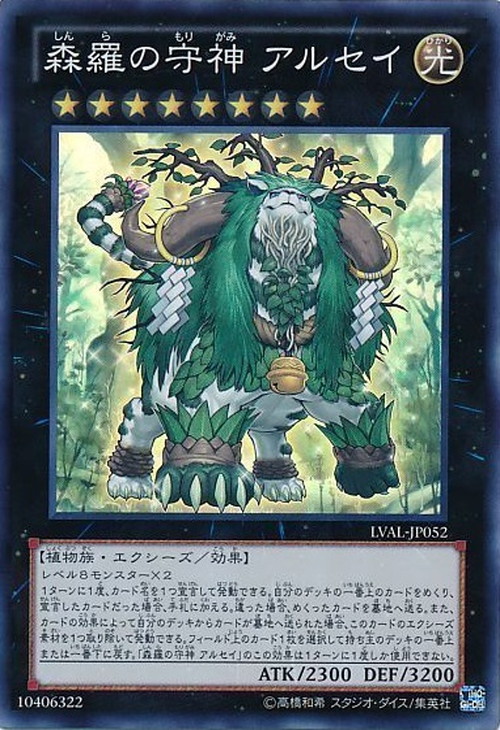 森羅の守神 アルセイ
光
LVAL-JP052
【植物族・エクシーズ/効果】
レベル8モンスター×2
1ターンに1度、カード名を1つ宣言して発動できる。自分のデッキの一番上のカードをめくり、
宣言したカードだった場合、手札に加える。違った場合、めくったカードを墓地へ送る。また、
カードの効果によって自分のデッキからカードが墓地へ送られた場合、このカードのエクシーズ
素材を1つ取り除いて発動できる。フィールド上のカード1枚を選択して持ち主のデッキの一番上
または一番下に戻す。「森羅の守神 アルセイ」のこの効果は1ターンに1度しか使用できない。
ATK/2300 DEF/3200
10406322
©高橋和希 スタジオ・ダイス/集英社